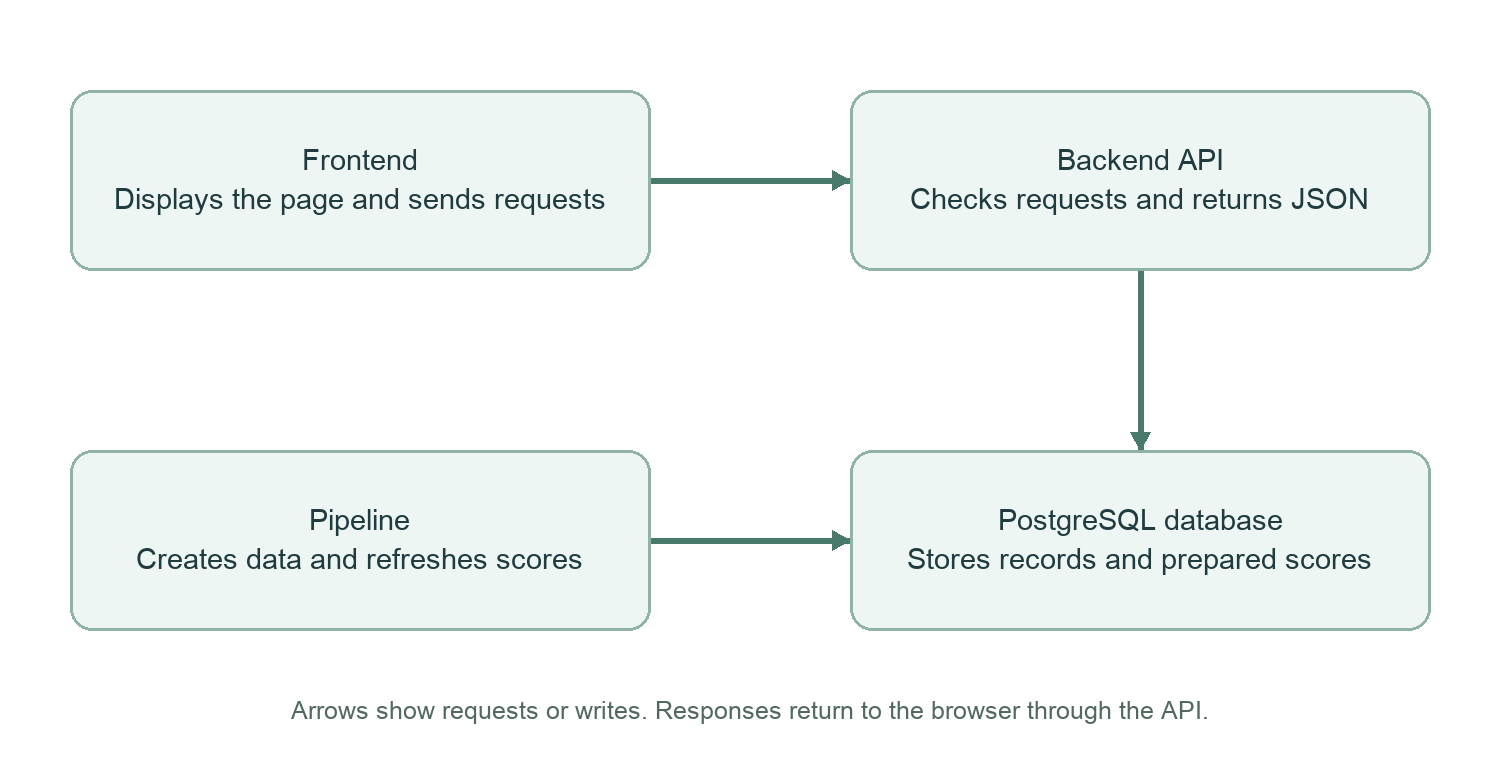 Frontend
Displays the page and sends requests
Backend API
Checks requests and returns JSON
Pipeline
Creates data and refreshes scores
PostgreSQL database
Stores records and prepared scores
Arrows show requests or writes. Responses return to the browser through the API.